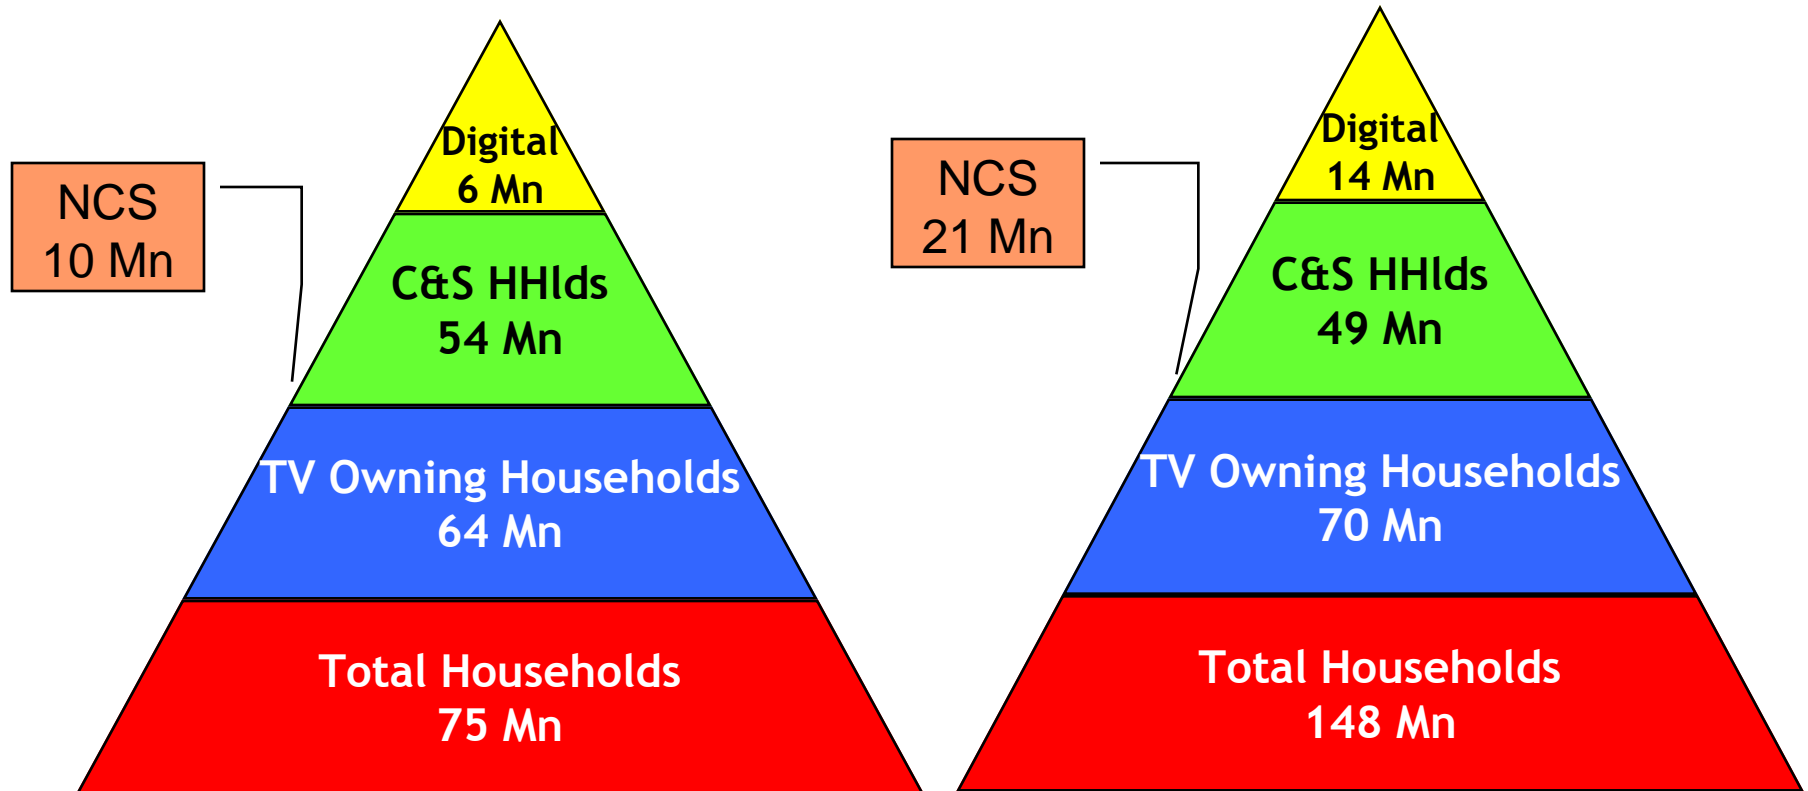 Digital
6 Mn
NCS
10 Mn
C&S HHlds
54 Mn
TV Owning Households
64 Mn
Total Households
75 Mn
Digital
14 Mn
NCS
21 Mn
C&S HHlds
49 Mn
TV Owning Households
70 Mn
Total Households
148 Mn